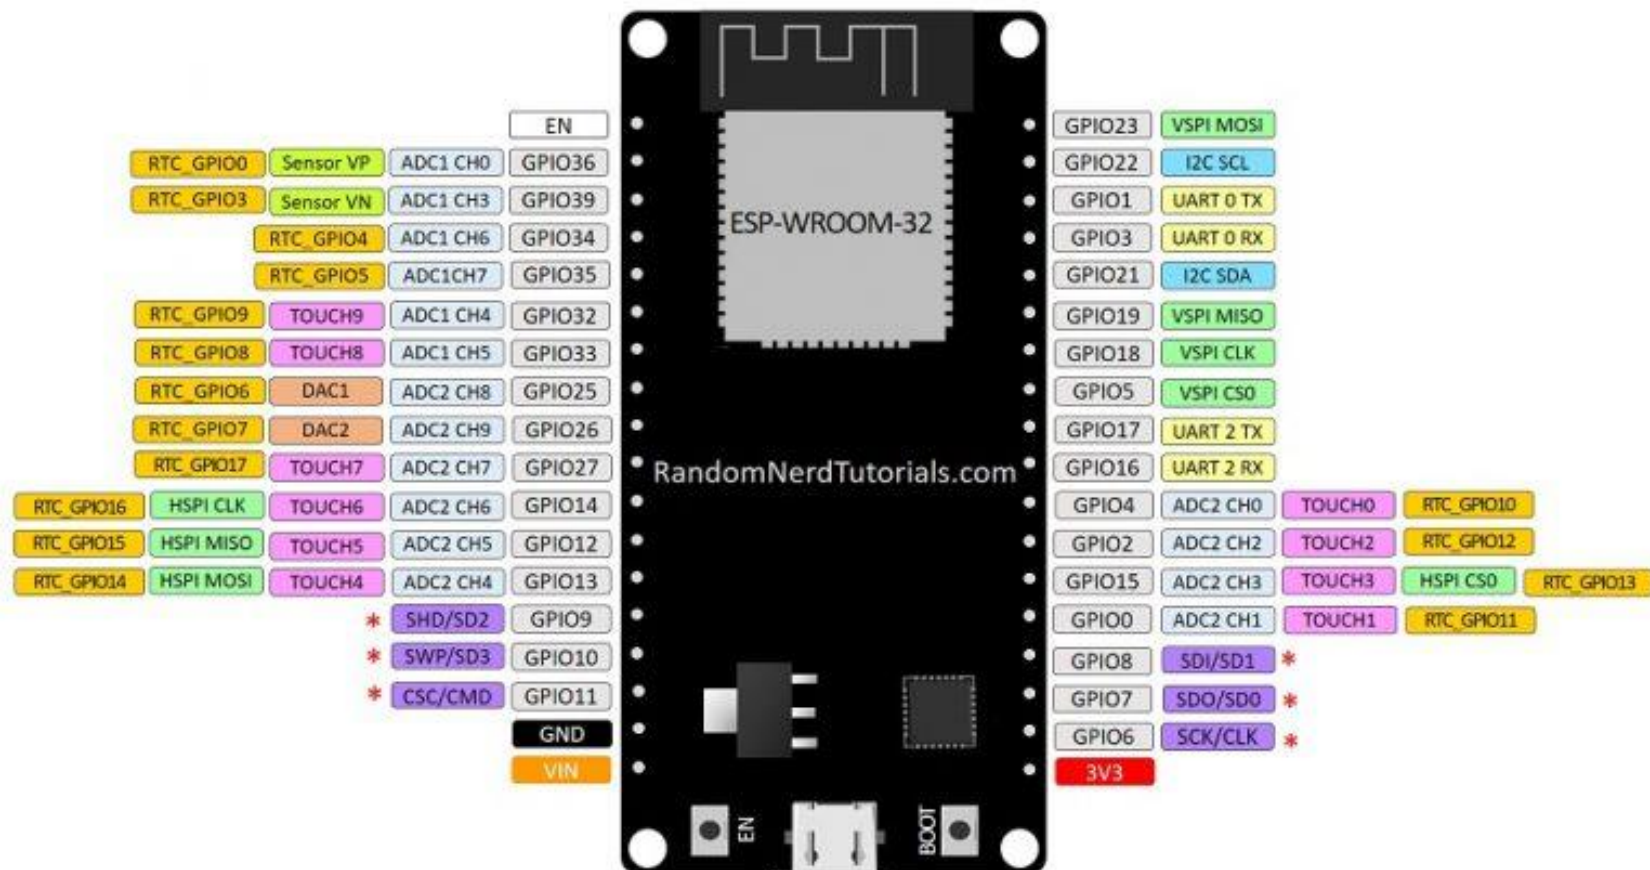 EN
RTC_GPIO0 Sensor VP ADC1 CH0 GPIO36
RTC_GPIO3 Sensor VN ADC1 CH3 GPIO39
RTC_GPIO4 ADC1 CH6 GPIO34
RTC_GPIO5 ADC1CH7 GPIO35
RTC_GPIO9 TOUCH9 ADC1 CH4 GPIO32
RTC_GPIO8 TOUCH8 ADC1 CH5 GPIO33
RTC_GPIO6 DAC1 ADC2 CH8 GPIO25
RTC_GPIO7 DAC2 ADC2 CH9 GPIO26
RTC_GPIO17 TOUCH7 ADC2 CH7 GPIO27
RTC_GPIO16 HSPI CLK TOUCH6 ADC2 CH6 GPIO14
RTC_GPIO15 HSPI MISO TOUCH5 ADC2 CH5 GPIO12
RTC_GPIO14 HSPI MOSI TOUCH4 ADC2 CH4 GPIO13
* SHD/SD2 GPIO9
* SWP/SD3 GPIO10
* CSC/CMD GPIO11
GND
VIN
ESP-WROOM-32
RandomNerdTutorials.com
EN
BOOT
GPIO23 VSPI MOSI
GPIO22 I2C SCL
GPIO1 UART 0 TX
GPIO3 UART 0 RX
GPIO21 I2C SDA
GPIO19 VSPI MISO
GPIO18 VSPI CLK
GPIO5 VSPI CS0
GPIO17 UART 2 TX
GPIO16 UART 2 RX
GPIO4 ADC2 CH0 TOUCH0 RTC_GPIO10
GPIO2 ADC2 CH2 TOUCH2 RTC_GPIO12
GPIO15 ADC2 CH3 TOUCH3 HSPI CS0 RTC_GPIO13
GPIO0 ADC2 CH1 TOUCH1 RTC_GPIO11
GPIO8 SDI/SD1 *
GPIO7 SDO/SD0 *
GPIO6 SCK/CLK *
3V3